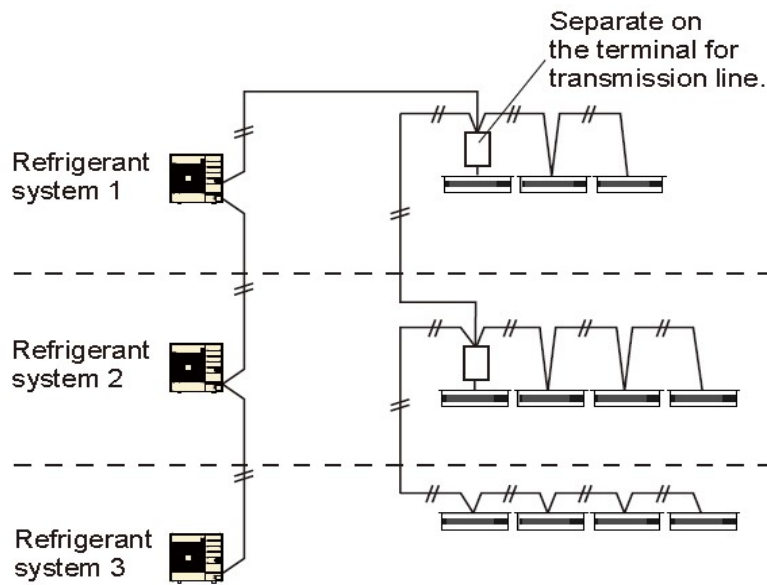 Separate on
the terminal for
transmission line.
Refrigerant
system 1
Refrigerant
system 2
Refrigerant
system 3